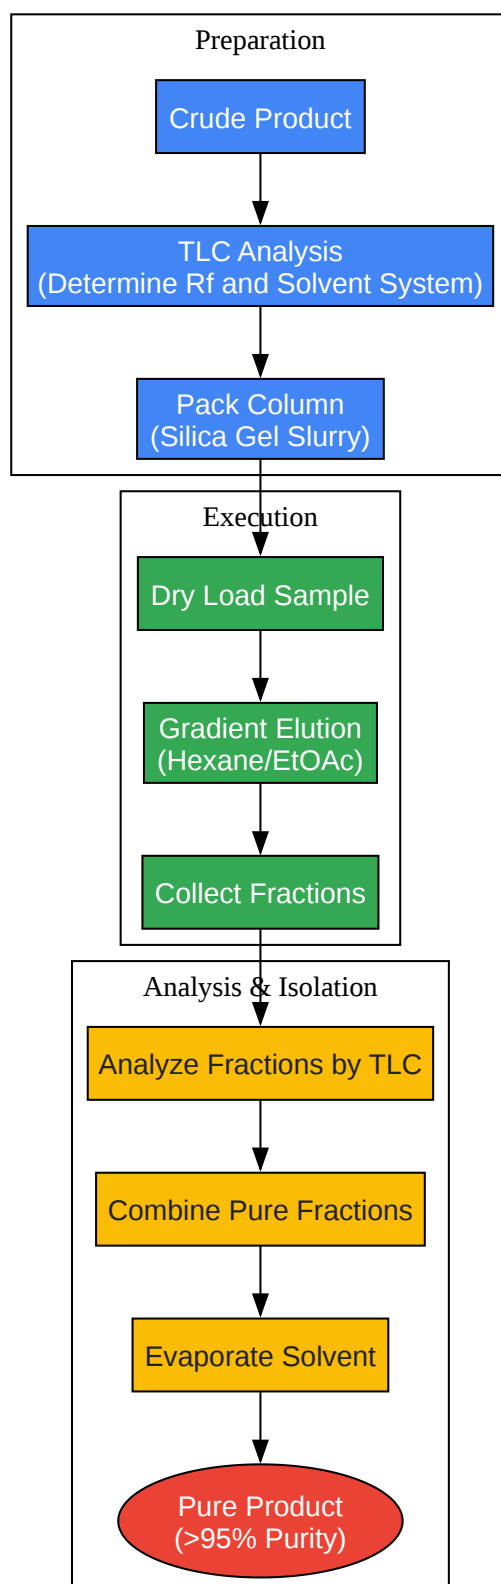 Preparation
Crude Product
TLC Analysis
(Determine Rf and Solvent System)
Pack Column
(Silica Gel Slurry)
Execution
Dry Load Sample
Gradient Elution
(Hexane/EtOAc)
Collect Fractions
Analysis & Isolation
Analyze Fractions by TLC
Combine Pure Fractions
Evaporate Solvent
Pure Product
(>95% Purity)